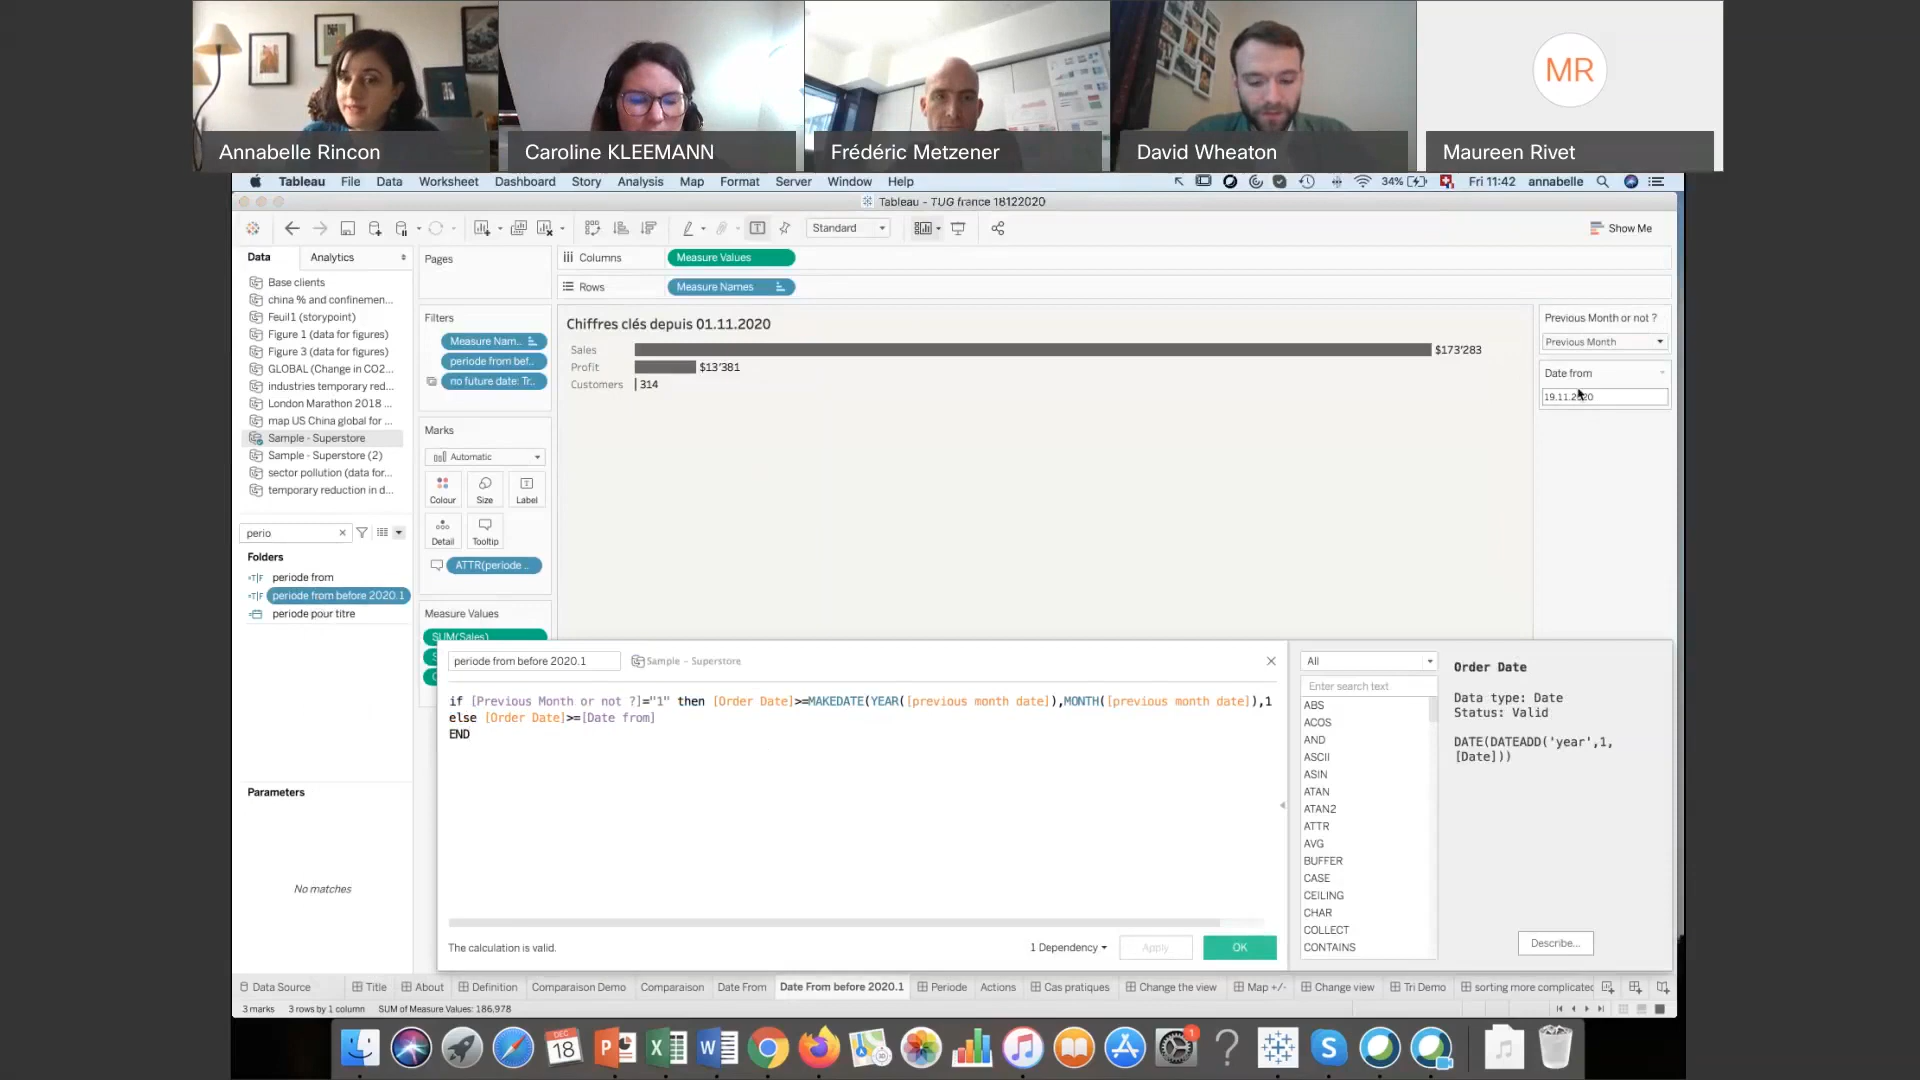 MR
Annabelle Rincon
Caroline KLEEMANN
Frédéric Metzener
David Wheaton
Maureen Rivet
Tableau File Data Worksheet Dashboard Story Analysis Map Format Server Window Help 34% Fri 11:42 annabelle
Tableau - TUG france 18122020
Standard
Show Me
Data
Analytics
Pages
Columns
Measure Values
Rows
Measure Names
Base clients
china % and confinemen...
Feuil1 (storypoint)
Figure 1 (data for figures)
Figure 3 (data for figures)
GLOBAL (Change in CO2...
industries temporary red...
London Marathon 2018 ...
map US China global for ...
Sample - Superstore
Sample - Superstore (2)
sector pollution (data for...
temporary reduction in d...
Filters
Measure Nam..
periode from bef..
no future date: Tr..
Chiffres clés depuis 01.11.2020
Sales $173'283
Profit $13'381
Customers 314
Previous Month or not ?
Previous Month
Date from
19.11.2020
Marks
Automatic
Colour
Size
Label
Detail
Tooltip
ATTR(periode ..
perio
Folders
periode from
periode from before 2020.1
periode pour titre
Measure Values
SUM(Sales)
Parameters
No matches
periode from before 2020.1
Sample - Superstore
if [Previous Month or not ?]="1" then [Order Date]>=MAKEDATE(YEAR([previous month date]),MONTH([previous month date]),1
else [Order Date]>=[Date from]
END
The calculation is valid.
1 Dependency
Apply
OK
All
Enter search text
ABS
ACOS
AND
ASCII
ASIN
ATAN
ATAN2
ATTR
AVG
BUFFER
CASE
CEILING
CHAR
COLLECT
CONTAINS
Order Date
Data type: Date
Status: Valid
DATE(DATEADD('year',1,
[Date]))
Describe...
Data Source
Title
About
Definition
Comparaison Demo
Comparaison
Date From
Date From before 2020.1
Periode
Actions
Cas pratiques
Change the view
Map +/-
Change view
Tri Demo
sorting more complicated
3 marks 3 rows by 1 column SUM of Measure Values: 186,978
DEC
18
P
X
W
1
?
S